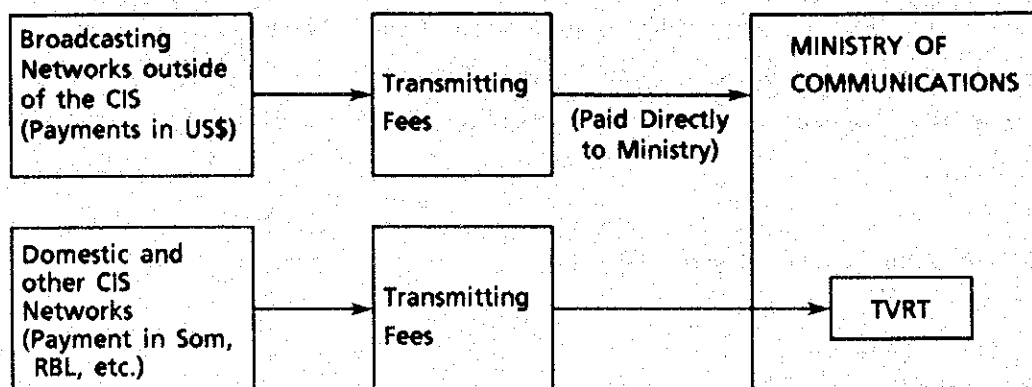 Broadcasting
Networks outside
of the CIS
(Payments in US$)
Transmitting
Fees
(Paid Directly
to Ministry)
MINISTRY OF
COMMUNICATIONS
Domestic and
other CIS
Networks
(Payment in Som,
RBL, etc.)
Transmitting
Fees
TVRT